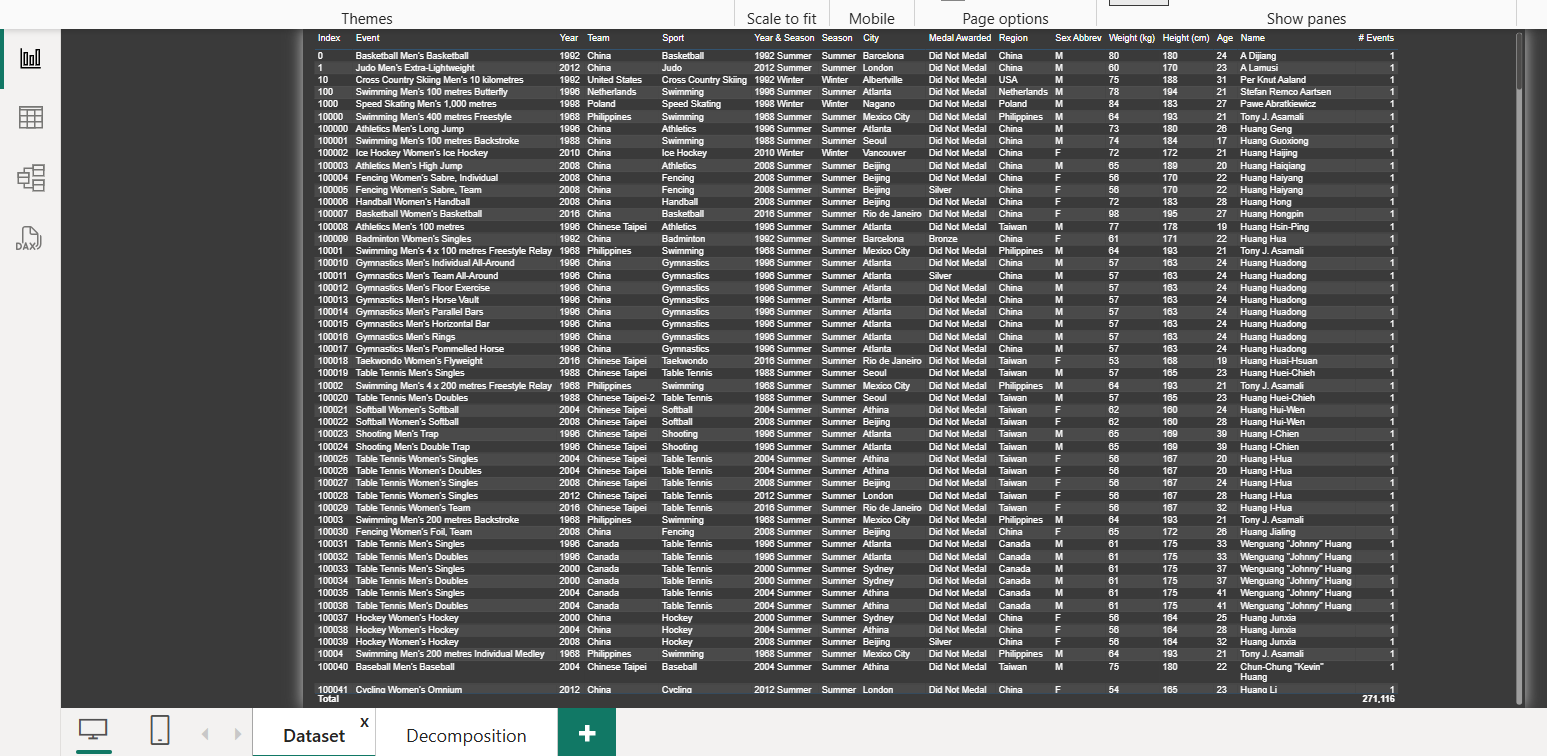 Themes Scale to fit Mobile Page options Show panes
Index Event Year Team Sport Year & Season Season City Medal Awarded Region Sex Abbrev Weight (kg) Height (cm) Age Name # Events
0 Basketball Men's Basketball 1992 China Basketball 1992 Summer Summer Barcelona Did Not Medal China M 80 180 24 A Dijiang 1
1 Judo Men's Extra-Lightweight 2012 China Judo 2012 Summer Summer London Did Not Medal China M 60 170 23 A Lamusi 1
10 Cross Country Skiing Men's 10 kilometres 1992 United States Cross Country Skiing 1992 Winter Winter Albertville Did Not Medal USA M 75 188 31 Per Knut Aaland 1
100 Swimming Men's 100 metres Butterfly 1996 Netherlands Swimming 1996 Summer Summer Atlanta Did Not Medal Netherlands M 78 194 21 Stefan Remco Aartsen 1
1000 Speed Skating Men's 1,000 metres 1998 Poland Speed Skating 1998 Winter Winter Nagano Did Not Medal Poland M 84 183 27 Pawe Abratkiewicz 1
10000 Swimming Men's 400 metres Freestyle 1968 Philippines Swimming 1968 Summer Summer Mexico City Did Not Medal Philippines M 64 193 21 Tony J. Asamali 1
100000 Athletics Men's Long Jump 1996 China Athletics 1996 Summer Summer Atlanta Did Not Medal China M 73 180 26 Huang Geng 1
100001 Swimming Men's 100 metres Backstroke 1988 China Swimming 1988 Summer Summer Seoul Did Not Medal China M 74 184 17 Huang Guoxiong 1
100002 Ice Hockey Women's Ice Hockey 2010 China Ice Hockey 2010 Winter Winter Vancouver Did Not Medal China F 72 172 21 Huang Haijing 1
100003 Athletics Men's High Jump 2008 China Athletics 2008 Summer Summer Beijing Did Not Medal China M 65 189 20 Huang Haiqiang 1
100004 Fencing Women's Sabre, Individual 2008 China Fencing 2008 Summer Summer Beijing Did Not Medal China F 56 170 22 Huang Haiyang 1
100005 Fencing Women's Sabre, Team 2008 China Fencing 2008 Summer Summer Beijing Silver China F 56 170 22 Huang Haiyang 1
100006 Handball Women's Handball 2008 China Handball 2008 Summer Summer Beijing Did Not Medal China F 72 183 28 Huang Hong 1
100007 Basketball Women's Basketball 2016 China Basketball 2016 Summer Summer Rio de Janeiro Did Not Medal China F 98 195 27 Huang Hongpin 1
100008 Athletics Men's 100 metres 1996 Chinese Taipei Athletics 1996 Summer Summer Atlanta Did Not Medal Taiwan M 77 178 19 Huang Hsin-Ping 1
100009 Badminton Women's Singles 1992 China Badminton 1992 Summer Summer Barcelona Bronze China F 61 171 22 Huang Hua 1
10001 Swimming Men's 4 x 100 metres Freestyle Relay 1968 Philippines Swimming 1968 Summer Summer Mexico City Did Not Medal Philippines M 64 193 21 Tony J. Asamali 1
100010 Gymnastics Men's Individual All-Around 1996 China Gymnastics 1996 Summer Summer Atlanta Did Not Medal China M 57 163 24 Huang Huadong 1
100011 Gymnastics Men's Team All-Around 1996 China Gymnastics 1996 Summer Summer Atlanta Silver China M 57 163 24 Huang Huadong 1
100012 Gymnastics Men's Floor Exercise 1996 China Gymnastics 1996 Summer Summer Atlanta Did Not Medal China M 57 163 24 Huang Huadong 1
100013 Gymnastics Men's Horse Vault 1996 China Gymnastics 1996 Summer Summer Atlanta Did Not Medal China M 57 163 24 Huang Huadong 1
100014 Gymnastics Men's Parallel Bars 1996 China Gymnastics 1996 Summer Summer Atlanta Did Not Medal China M 57 163 24 Huang Huadong 1
100015 Gymnastics Men's Horizontal Bar 1996 China Gymnastics 1996 Summer Summer Atlanta Did Not Medal China M 57 163 24 Huang Huadong 1
100016 Gymnastics Men's Rings 1996 China Gymnastics 1996 Summer Summer Atlanta Did Not Medal China M 57 163 24 Huang Huadong 1
100017 Gymnastics Men's Pommelled Horse 1996 China Gymnastics 1996 Summer Summer Atlanta Did Not Medal China M 57 163 24 Huang Huadong 1
100018 Taekwondo Women's Flyweight 2016 Chinese Taipei Taekwondo 2016 Summer Summer Rio de Janeiro Did Not Medal Taiwan F 53 168 19 Huang Huai-Hsuan 1
100019 Table Tennis Men's Singles 1988 Chinese Taipei Table Tennis 1988 Summer Summer Seoul Did Not Medal Taiwan M 57 165 23 Huang Huei-Chieh 1
10002 Swimming Men's 4 x 200 metres Freestyle Relay 1968 Philippines Swimming 1968 Summer Summer Mexico City Did Not Medal Philippines M 64 193 21 Tony J. Asamali 1
100020 Table Tennis Men's Doubles 1988 Chinese Taipei-2 Table Tennis 1988 Summer Summer Seoul Did Not Medal Taiwan M 57 165 23 Huang Huei-Chieh 1
100021 Softball Women's Softball 2004 Chinese Taipei Softball 2004 Summer Summer Athina Did Not Medal Taiwan F 62 160 24 Huang Hui-Wen 1
100022 Softball Women's Softball 2008 Chinese Taipei Softball 2008 Summer Summer Beijing Did Not Medal Taiwan F 62 160 28 Huang Hui-Wen 1
100023 Shooting Men's Trap 1996 Chinese Taipei Shooting 1996 Summer Summer Atlanta Did Not Medal Taiwan M 65 169 39 Huang I-Chien 1
100024 Shooting Men's Double Trap 1996 Chinese Taipei Shooting 1996 Summer Summer Atlanta Did Not Medal Taiwan M 65 169 39 Huang I-Chien 1
100025 Table Tennis Women's Singles 2004 Chinese Taipei Table Tennis 2004 Summer Summer Athina Did Not Medal Taiwan F 56 167 20 Huang I-Hua 1
100026 Table Tennis Women's Doubles 2004 Chinese Taipei Table Tennis 2004 Summer Summer Athina Did Not Medal Taiwan F 56 167 20 Huang I-Hua 1
100027 Table Tennis Women's Singles 2008 Chinese Taipei Table Tennis 2008 Summer Summer Beijing Did Not Medal Taiwan F 56 167 24 Huang I-Hua 1
100028 Table Tennis Women's Singles 2012 Chinese Taipei Table Tennis 2012 Summer Summer London Did Not Medal Taiwan F 56 167 28 Huang I-Hua 1
100029 Table Tennis Women's Team 2016 Chinese Taipei Table Tennis 2016 Summer Summer Rio de Janeiro Did Not Medal Taiwan F 56 167 32 Huang I-Hua 1
10003 Swimming Men's 200 metres Backstroke 1968 Philippines Swimming 1968 Summer Summer Mexico City Did Not Medal Philippines M 64 193 21 Tony J. Asamali 1
100030 Fencing Women's Foil, Team 2008 China Fencing 2008 Summer Summer Beijing Did Not Medal China F 65 172 26 Huang Jialing 1
100031 Table Tennis Men's Singles 1996 Canada Table Tennis 1996 Summer Summer Atlanta Did Not Medal Canada M 61 175 33 Wenguang "Johnny" Huang 1
100032 Table Tennis Men's Doubles 1996 Canada Table Tennis 1996 Summer Summer Atlanta Did Not Medal Canada M 61 175 33 Wenguang "Johnny" Huang 1
100033 Table Tennis Men's Singles 2000 Canada Table Tennis 2000 Summer Summer Sydney Did Not Medal Canada M 61 175 37 Wenguang "Johnny" Huang 1
100034 Table Tennis Men's Doubles 2000 Canada Table Tennis 2000 Summer Summer Sydney Did Not Medal Canada M 61 175 37 Wenguang "Johnny" Huang 1
100035 Table Tennis Men's Singles 2004 Canada Table Tennis 2004 Summer Summer Athina Did Not Medal Canada M 61 175 41 Wenguang "Johnny" Huang 1
100036 Table Tennis Men's Doubles 2004 Canada Table Tennis 2004 Summer Summer Athina Did Not Medal Canada M 61 175 41 Wenguang "Johnny" Huang 1
100037 Hockey Women's Hockey 2000 China Hockey 2000 Summer Summer Sydney Did Not Medal China F 56 164 25 Huang Junxia 1
100038 Hockey Women's Hockey 2004 China Hockey 2004 Summer Summer Athina Did Not Medal China F 56 164 28 Huang Junxia 1
100039 Hockey Women's Hockey 2008 China Hockey 2008 Summer Summer Beijing Silver China F 56 164 32 Huang Junxia 1
10004 Swimming Men's 200 metres Individual Medley 1968 Philippines Swimming 1968 Summer Summer Mexico City Did Not Medal Philippines M 64 193 21 Tony J. Asamali 1
100040 Baseball Men's Baseball 2004 Chinese Taipei Baseball 2004 Summer Summer Athina Did Not Medal Taiwan M 75 180 22 Chun-Chung "Kevin" 1
Huang
100041 Cycling Women's Omnium 2012 China Cycling 2012 Summer Summer London Did Not Medal China F 54 165 23 Huang Li 1
Total 271,116
DAX
Dataset x Decomposition +